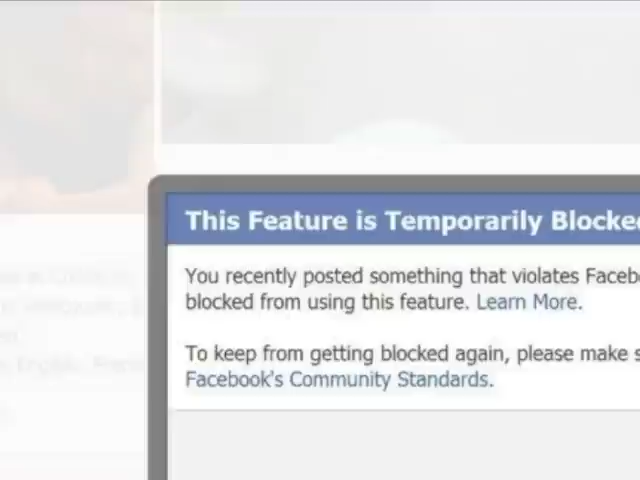 This Feature is Temporarily Blocke
You recently posted something that violates Faceb
blocked from using this feature. Learn More.
To keep from getting blocked again, please make s
Facebook's Community Standards.